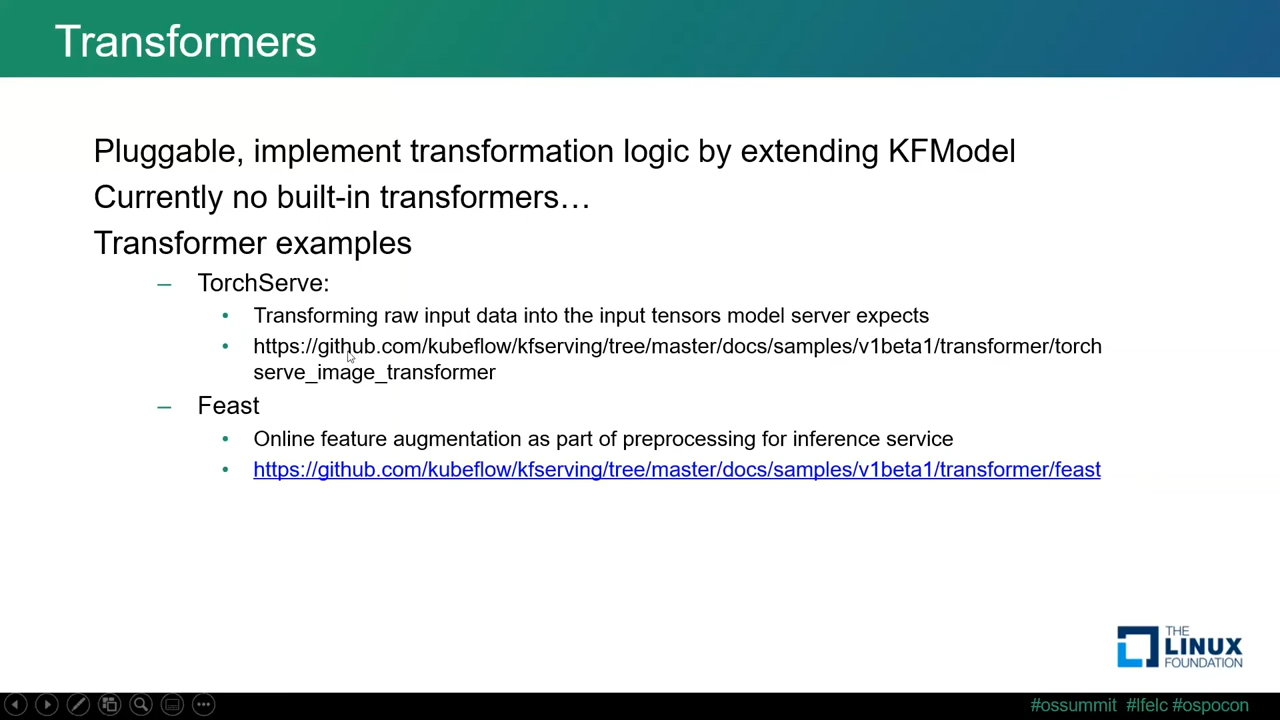 Transformers
Pluggable, implement transformation logic by extending KFModel
Currently no built-in transformers…
Transformer examples
– TorchServe:
• Transforming raw input data into the input tensors model server expects
• https://github.com/kubeflow/kfserving/tree/master/docs/samples/v1beta1/transformer/torch
serve_image_transformer
– Feast
• Online feature augmentation as part of preprocessing for inference service
• https://github.com/kubeflow/kfserving/tree/master/docs/samples/v1beta1/transformer/feast
THE
LINUX
FOUNDATION
#ossummit #lfelc #ospocon